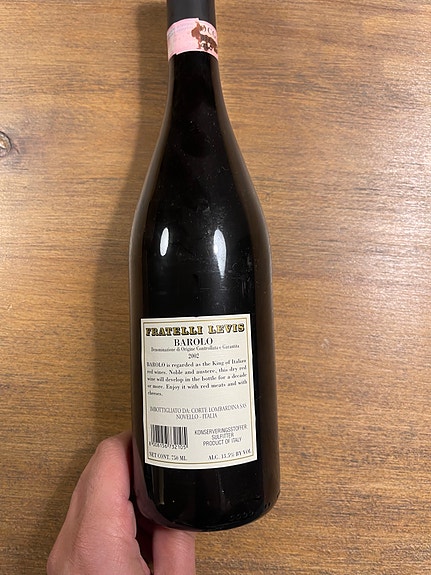 FRATELLI LEVIS
BAROLO
Denominazione di Origine Controllata e Garantita
2002
BAROLO is regarded as the King of Italian
red wines. Noble and austere, this dry red
wine will develop in the bottle for a decade
or more. Enjoy it with red meats and with
cheeses.
IMBOTTIGLIATO DA: CORTE LOMBARDINA SAS
NOVELLO - ITALIA
KONSERVERINGSSTOFFER
SULFITTER
PRODUCT OF ITALY
NET CONT. 750 ML
ALC. 13.5% BY VOL